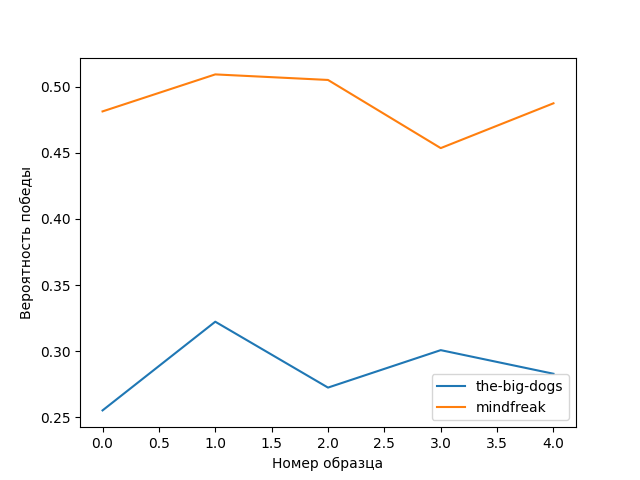 0.50
0.45
0.40
0.35
0.30
0.25
Вероятность победы
the-big-dogs
mindfreak
0.0 0.5 1.0 1.5 2.0 2.5 3.0 3.5 4.0
Номер образца